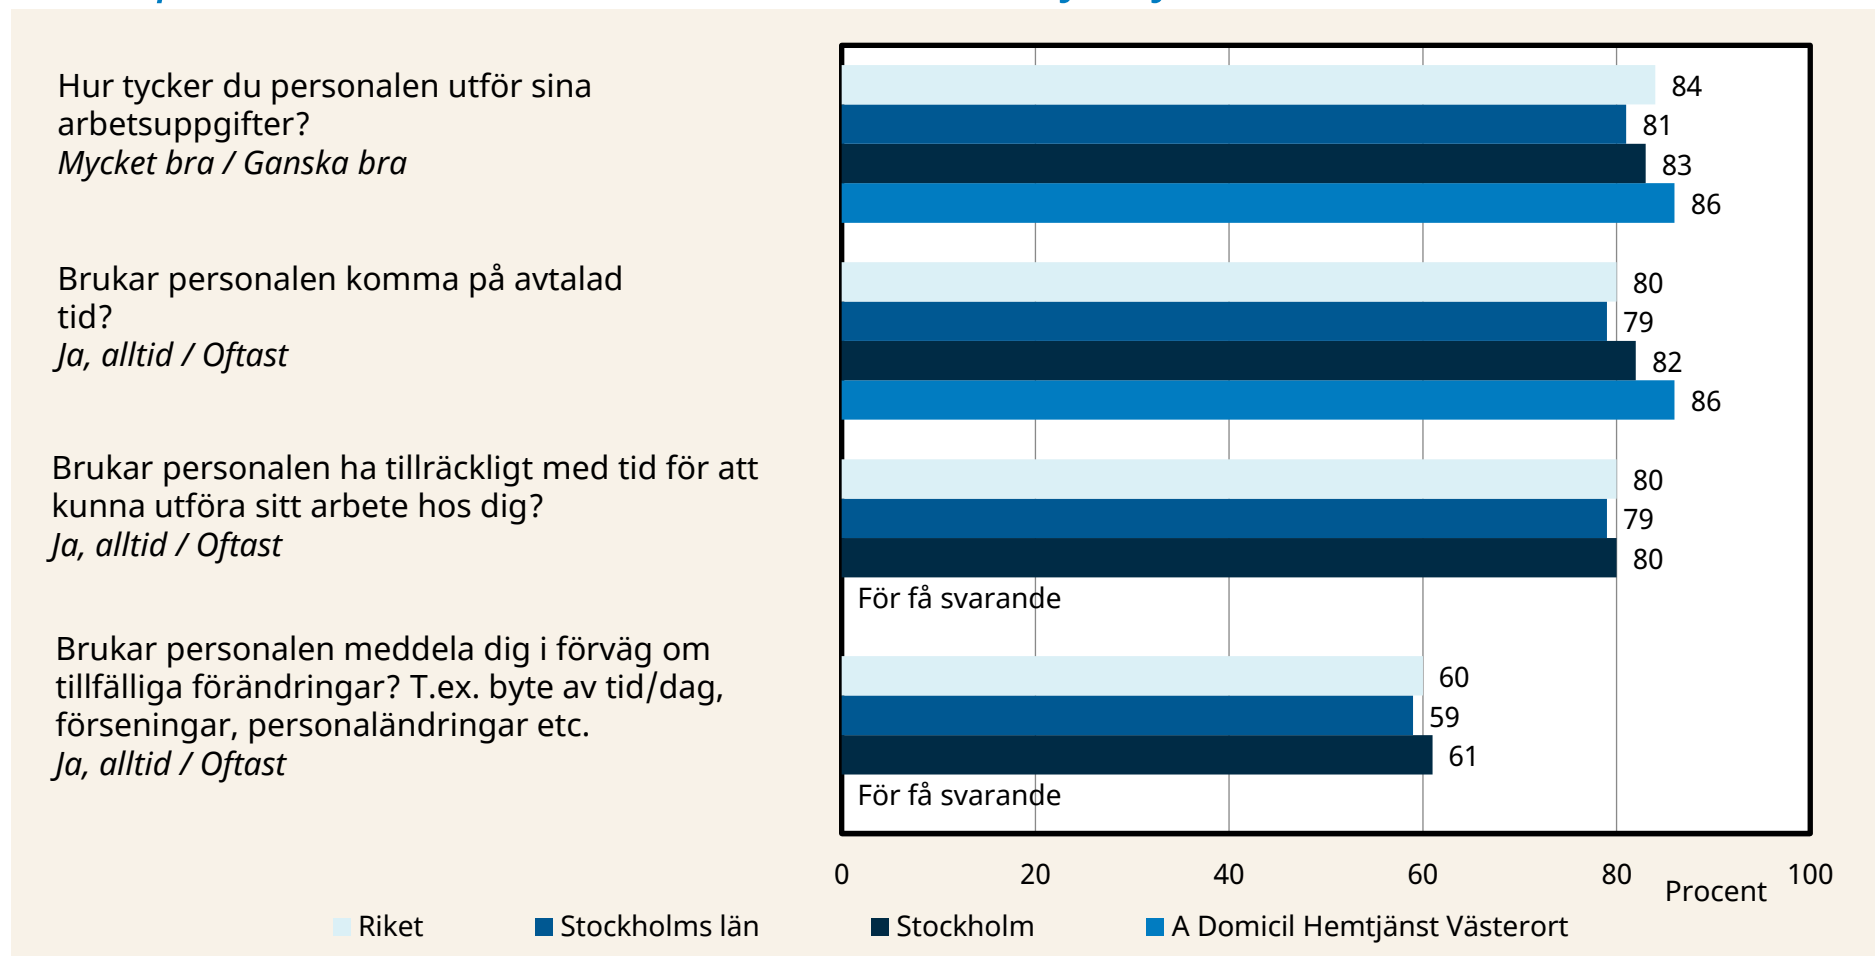 Hur tycker du personalen utför sina
arbetsuppgifter?
Mycket bra / Ganska bra
84
81
83
86
Brukar personalen komma på avtalad
tid?
Ja, alltid / Oftast
80
79
82
86
Brukar personalen ha tillräckligt med tid för att
kunna utföra sitt arbete hos dig?
Ja, alltid / Oftast
80
79
80
För få svarande
Brukar personalen meddela dig i förväg om
tillfälliga förändringar? T.ex. byte av tid/dag,
förseningar, personaländringar etc.
Ja, alltid / Oftast
60
59
61
För få svarande
0 20 40 60 80 100
Procent
Riket Stockholms län Stockholm A Domicil Hemtjänst Västerort